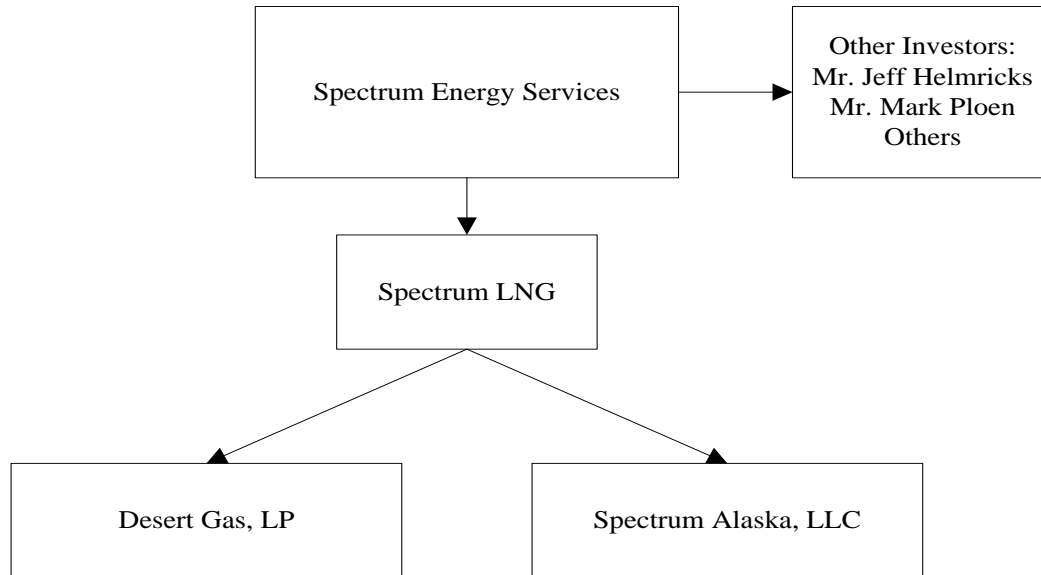 Spectrum Energy Services
Other Investors:
Mr. Jeff Helmricks
Mr. Mark Ploen
Others
Spectrum LNG
Desert Gas, LP
Spectrum Alaska, LLC